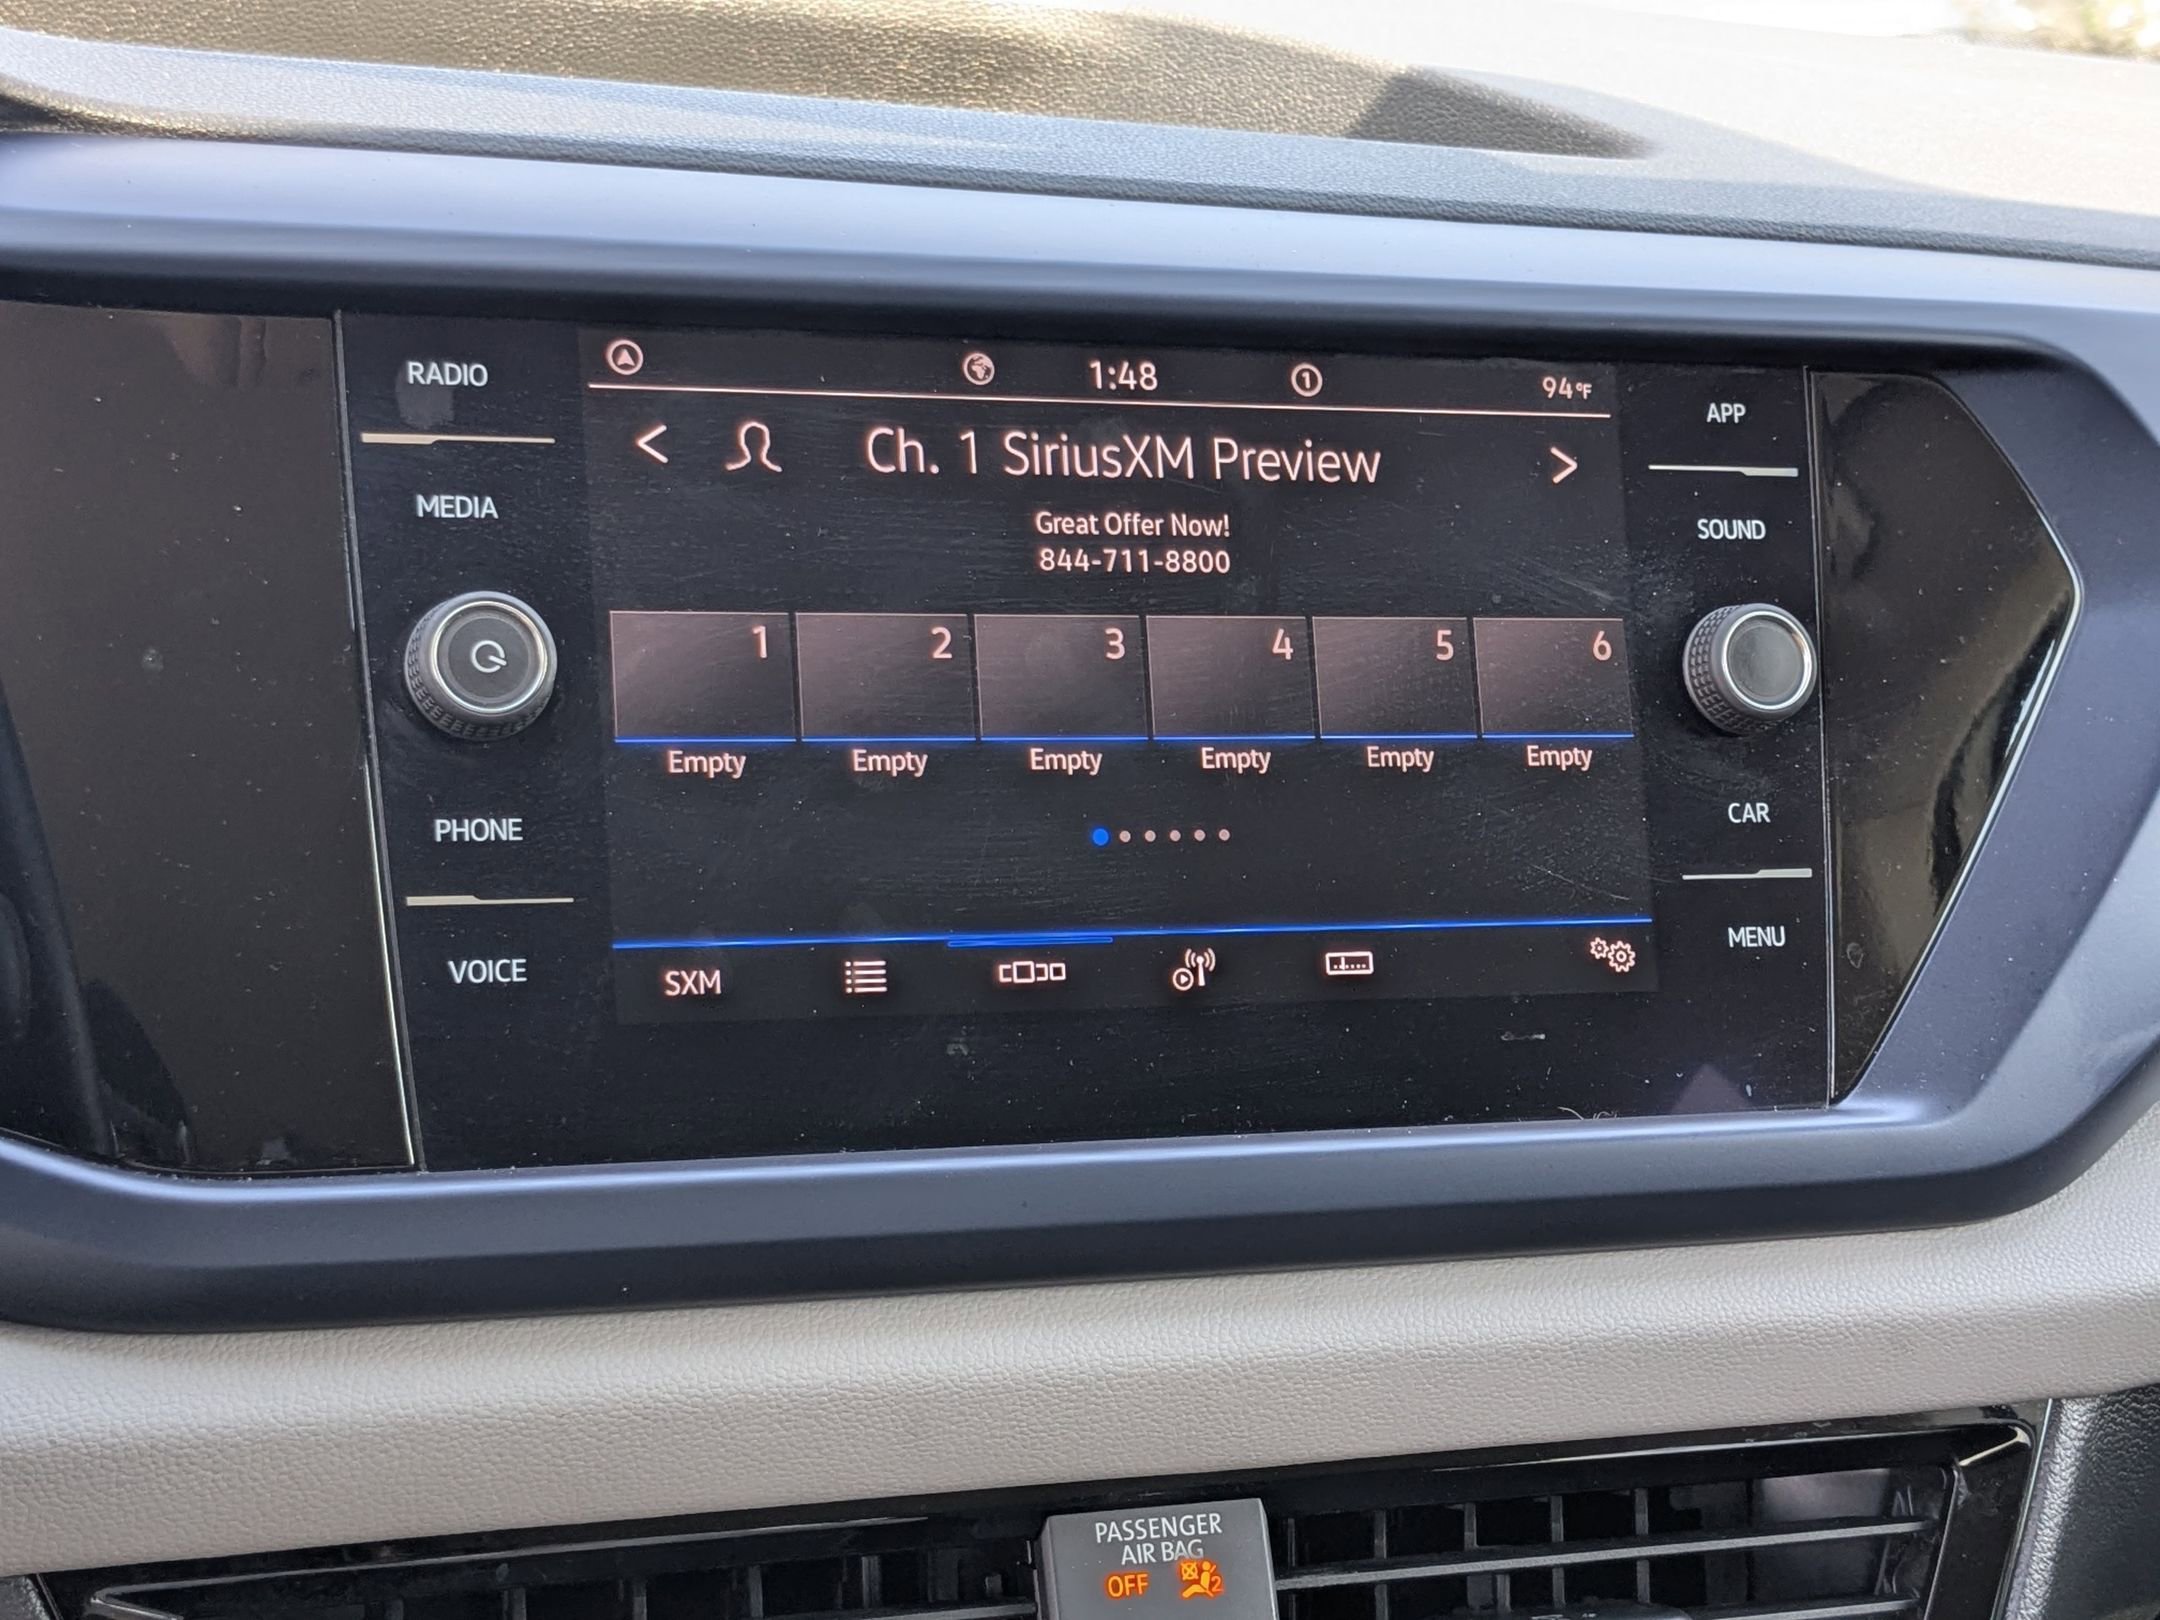 RADIO
MEDIA
PHONE
VOICE
1:48
1
94°F
< Ch. 1 SiriusXM Preview >
Great Offer Now!
844-711-8800
1 2 3 4 5 6
Empty Empty Empty Empty Empty Empty
SXM
APP
SOUND
CAR
MENU
PASSENGER
AIR BAG
OFF 2